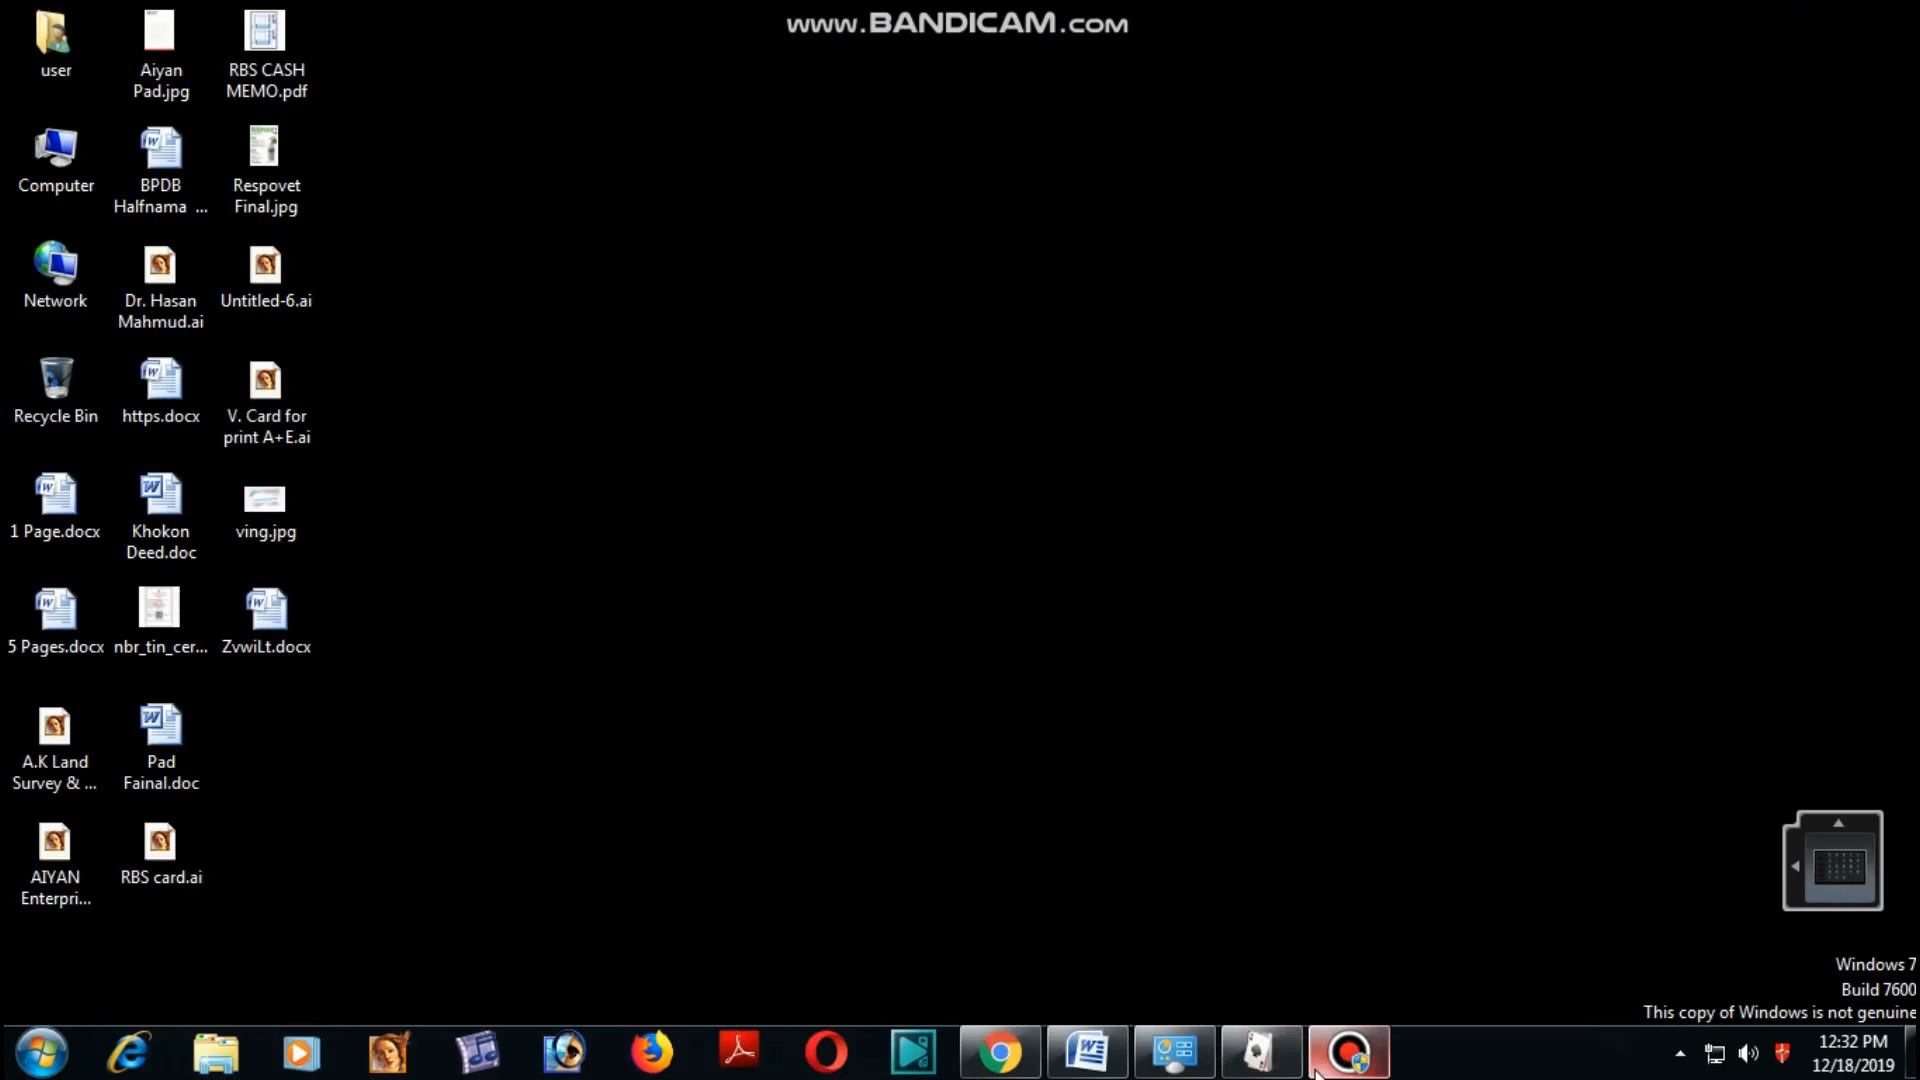 www.BANDICAM.com
user
Aiyan
Pad.jpg
RBS CASH
MEMO.pdf
Computer
BPDB
Halfnama ...
Respovet
Final.jpg
Network
Dr. Hasan
Mahmud.ai
Untitled-6.ai
Recycle Bin
https.docx
V. Card for
print A+E.ai
1 Page.docx
Khokon
Deed.doc
ving.jpg
5 Pages.docx
nbr_tin_cer...
ZvwiLt.docx
A.K Land
Survey & ...
Pad
Fainal.doc
AIYAN
Enterpri...
RBS card.ai
Windows 7
Build 7600
This copy of Windows is not genuine
12:32 PM
12/18/2019